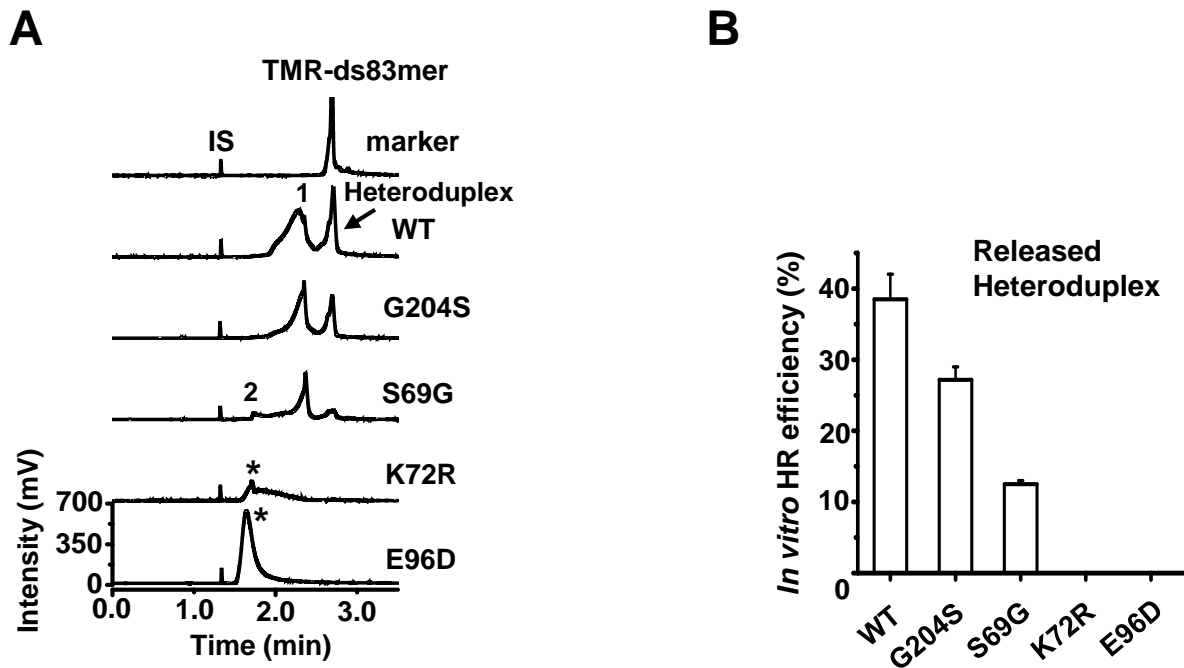 A
TMR-ds83mer
IS
marker
1
Heteroduplex
WT
G204S
2
S69G
*
K72R
*
E96D
700
350
0
Intensity (mV)
0.0 1.0 2.0 3.0
Time (min)
B
Released
Heteroduplex
In vitro HR efficiency (%)
40
30
20
10
0
WT G204S S69G K72R E96D